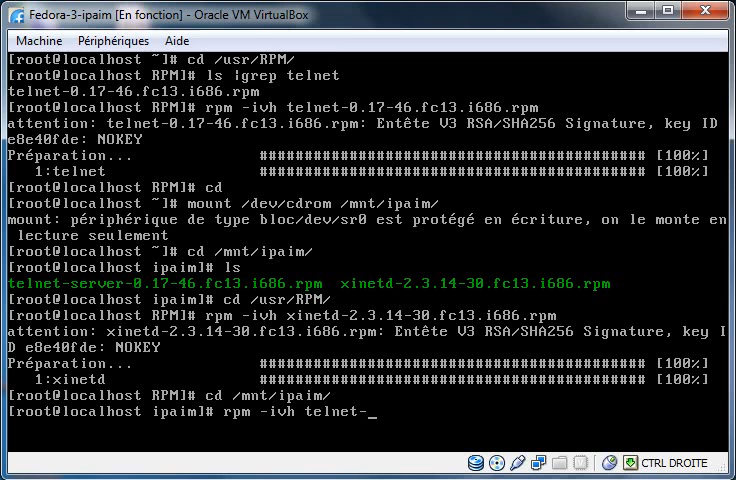 Fedora-3-ipaim [En fonction] - Oracle VM VirtualBox
Machine Périphériques Aide
[root@localhost ~]# cd /usr/RPM/
[root@localhost RPM]# ls |grep telnet
telnet-0.17-46.fc13.i686.rpm
[root@localhost RPM]# rpm -ivh telnet-0.17-46.fc13.i686.rpm
attention: telnet-0.17-46.fc13.i686.rpm: Entête V3 RSA/SHA256 Signature, key ID
e8e40fde: NOKEY
Préparation... ########################################### [100%]
1:telnet ########################################### [100%]
[root@localhost RPM]# cd
[root@localhost ~]# mount /dev/cdrom /mnt/ipaim/
mount: périphérique de type bloc/dev/sr0 est protégé en écriture, on le monte en
lecture seulement
[root@localhost ~]# cd /mnt/ipaim/
[root@localhost ipaim]# ls
telnet-server-0.17-46.fc13.i686.rpm xinetd-2.3.14-30.fc13.i686.rpm
[root@localhost ipaim]# cd /usr/RPM/
[root@localhost RPM]# rpm -ivh xinetd-2.3.14-30.fc13.i686.rpm
attention: xinetd-2.3.14-30.fc13.i686.rpm: Entête V3 RSA/SHA256 Signature, key I
D e8e40fde: NOKEY
Préparation... ########################################### [100%]
1:xinetd ########################################### [100%]
[root@localhost RPM]# cd /mnt/ipaim/
[root@localhost ipaim]# rpm -ivh telnet-_
CTRL DROITE